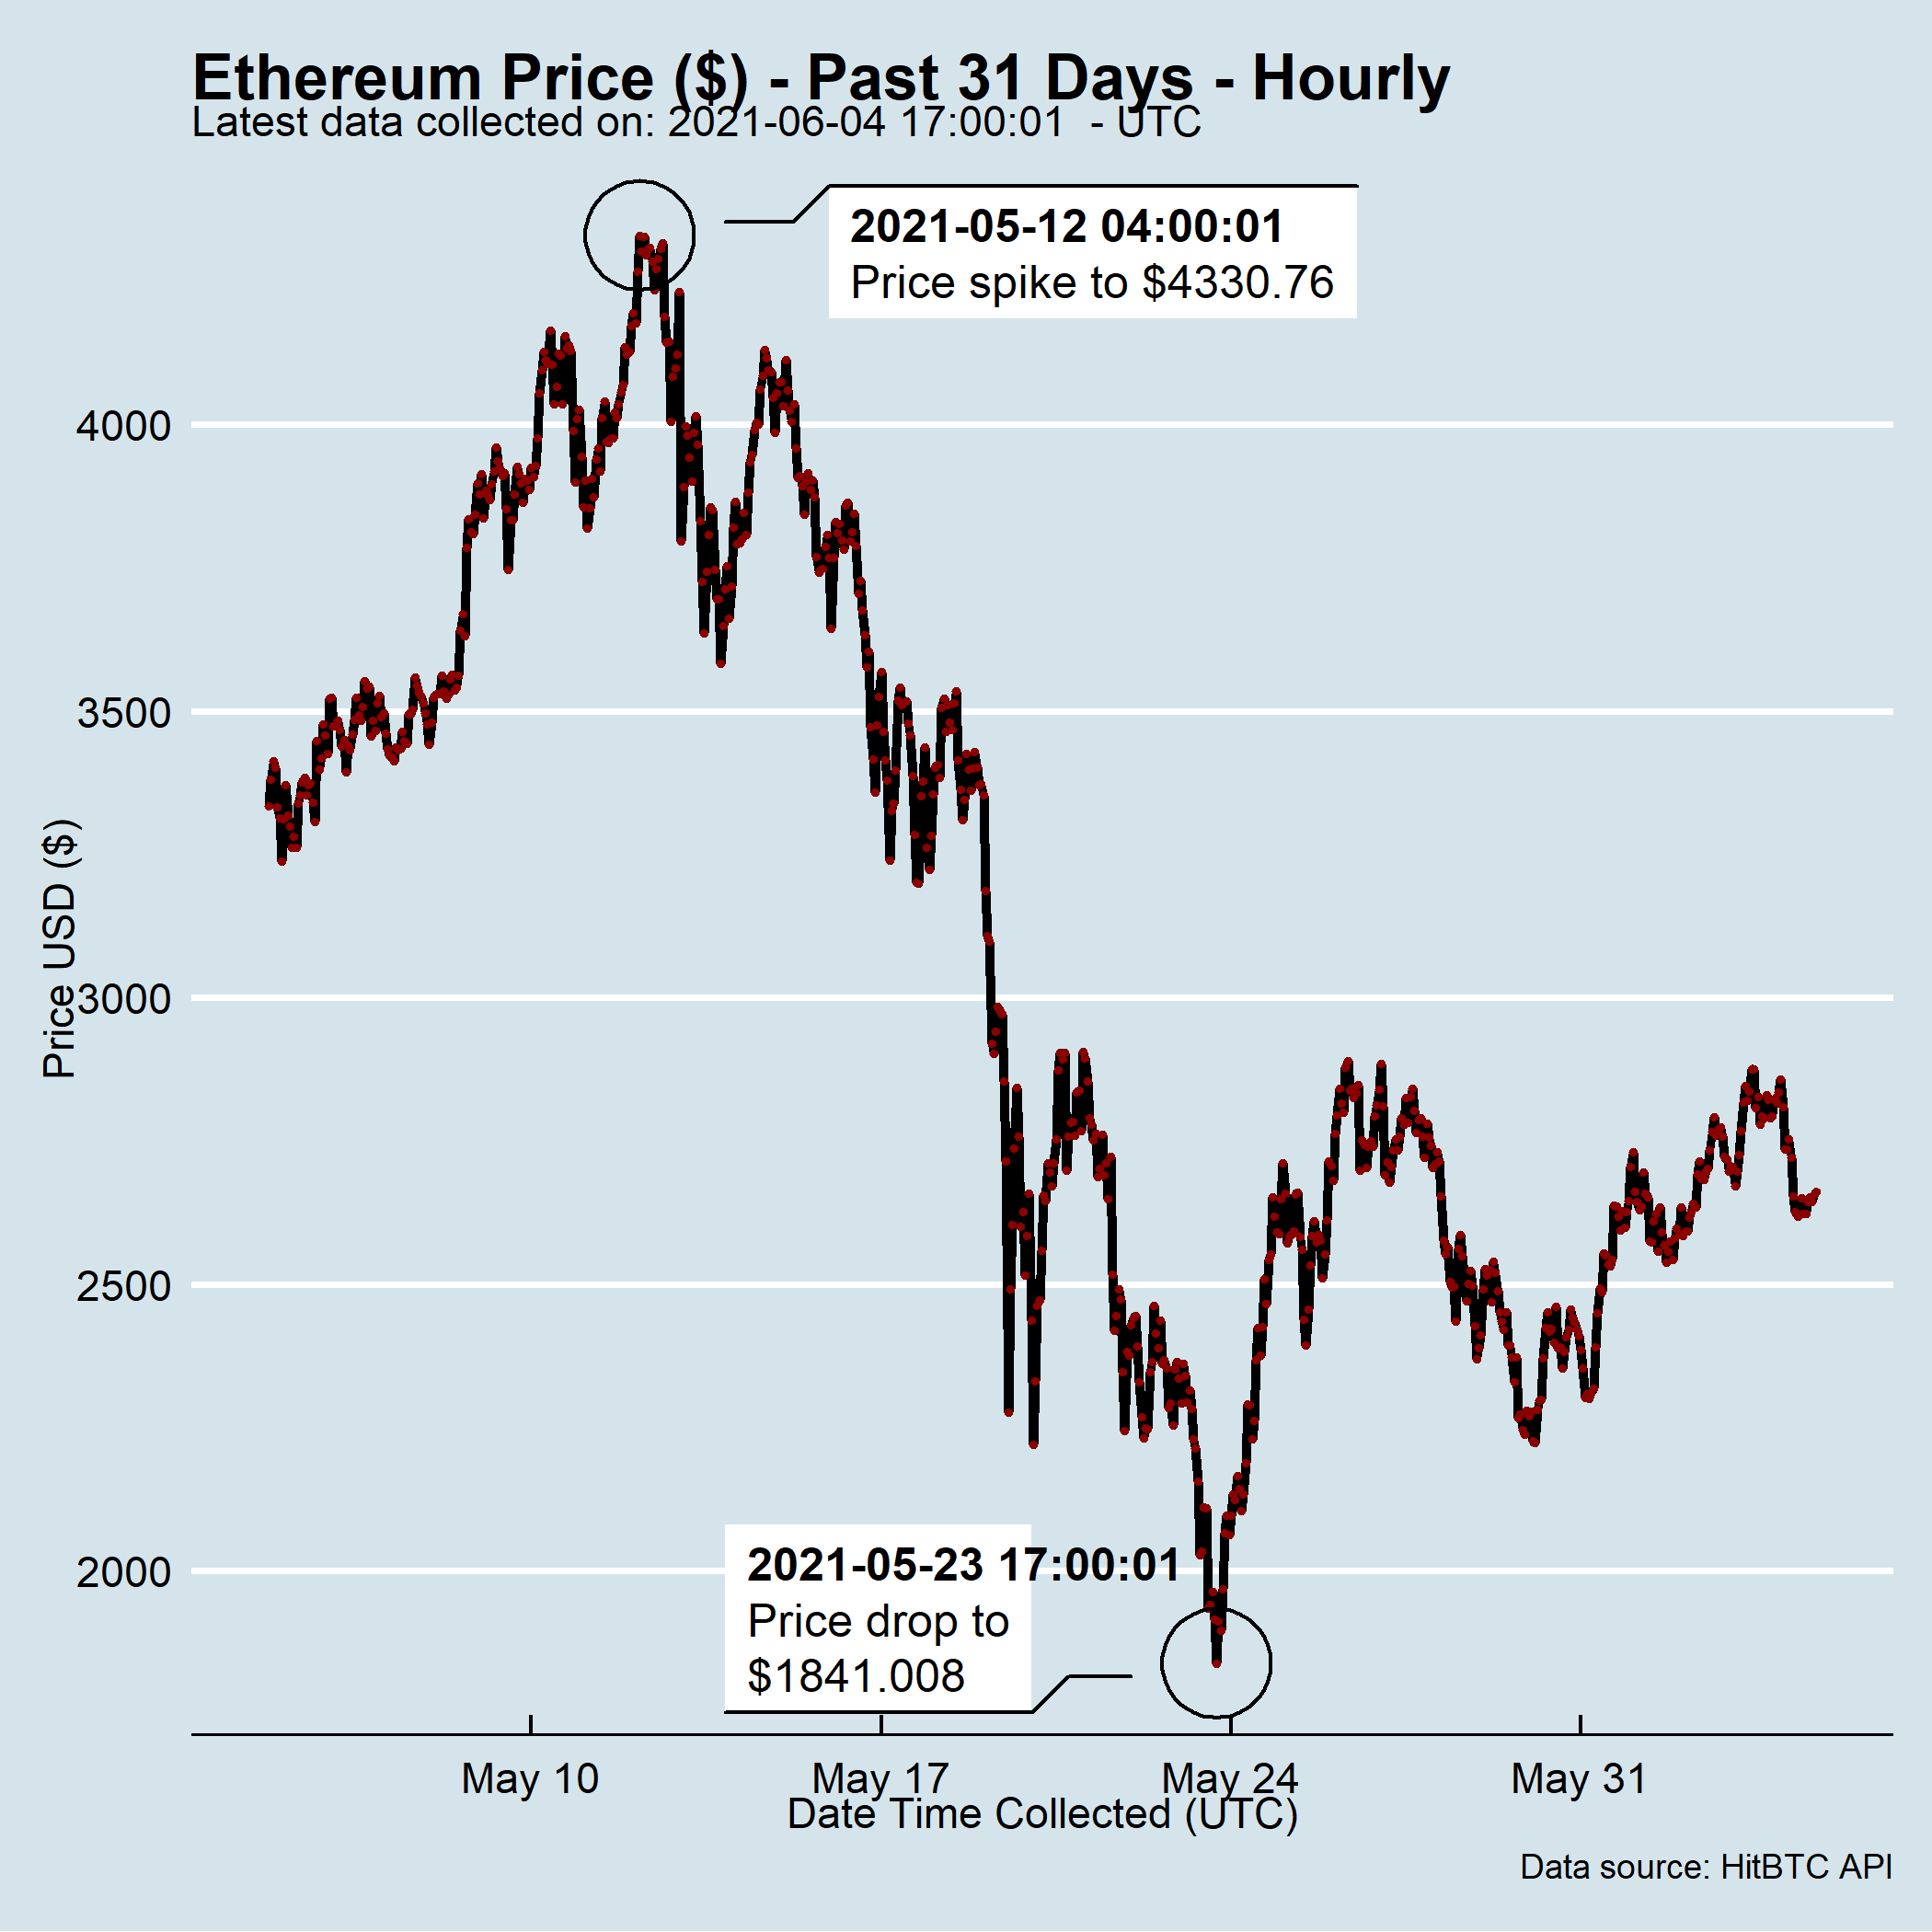 Ethereum Price ($) - Past 31 Days - Hourly
Latest data collected on: 2021-06-04 17:00:01  - UTC
2021-05-12 04:00:01
Price spike to $4330.76
4000
3500
3000
2500
2000
Price USD ($)
2021-05-23 17:00:01
Price drop to
$1841.008
May 10
May 17
May 24
May 31
Date Time Collected (UTC)
Data source: HitBTC API